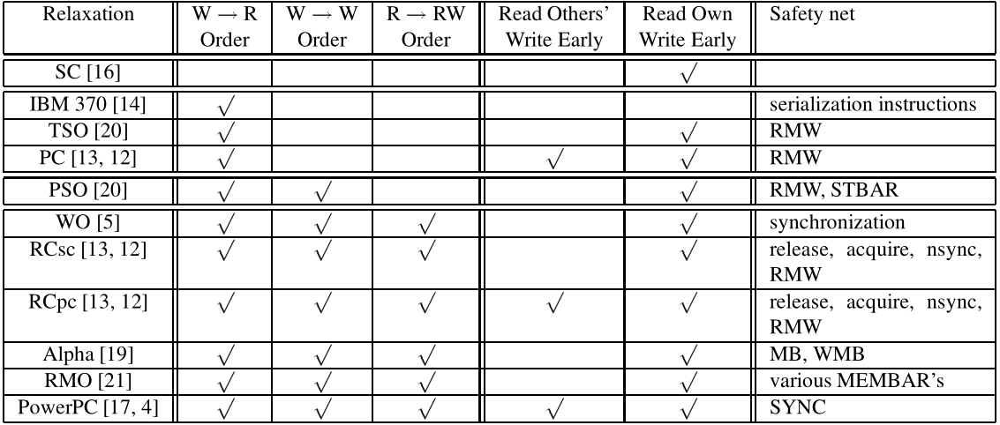 Relaxation W → R W → W R → RW Read Others' Read Own Safety net
Order Order Order Write Early Write Early
SC [16] √
IBM 370 [14] √ serialization instructions
TSO [20] √ √ RMW
PC [13, 12] √ √ √ RMW
PSO [20] √ √ √ RMW, STBAR
WO [5] √ √ √ √ synchronization
RCsc [13, 12] √ √ √ √ release, acquire, nsync,
RMW
RCpc [13, 12] √ √ √ √ √ release, acquire, nsync,
RMW
Alpha [19] √ √ √ √ MB, WMB
RMO [21] √ √ √ √ various MEMBAR's
PowerPC [17, 4] √ √ √ √ √ SYNC